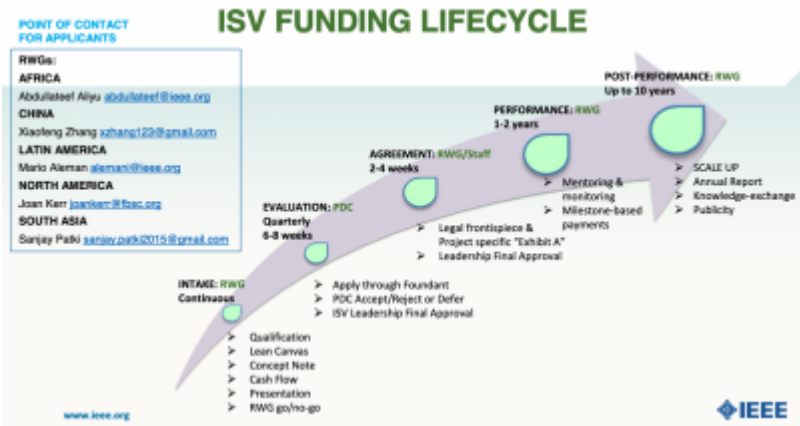 ISV FUNDING LIFECYCLE
POINT OF CONTACT
FOR APPLICANTS
RWGs:
AFRICA
Abdullateef Aliyu abdullateef@ieee.org
CHINA
Xiaofeng Zhang xzhang123@gmail.com
LATIN AMERICA
Mario Aleman alemani@ieee.org
NORTH AMERICA
Joan Kerr joankerr@fbsc.org
SOUTH ASIA
Sanjay Patki sanjay.patki2015@gmail.com
INTAKE: RWG
Continuous
➢ Qualification
➢ Lean Canvas
➢ Concept Note
➢ Cash Flow
➢ Presentation
➢ RWG go/no-go
EVALUATION: PDC
Quarterly
6-8 weeks
➢ Apply through Foundant
➢ PDC Accept/Reject or Defer
➢ ISV Leadership Final Approval
AGREEMENT: RWG/Staff
2-4 weeks
➢ Legal frontispiece &
Project specific "Exhibit A"
➢ Leadership Final Approval
PERFORMANCE: RWG
1-2 years
➢ Mentoring &
monitoring
➢ Milestone-based
payments
POST-PERFORMANCE: RWG
Up to 10 years
➢ SCALE UP
➢ Annual Report
➢ Knowledge-exchange
➢ Publicity
www.ieee.org
IEEE